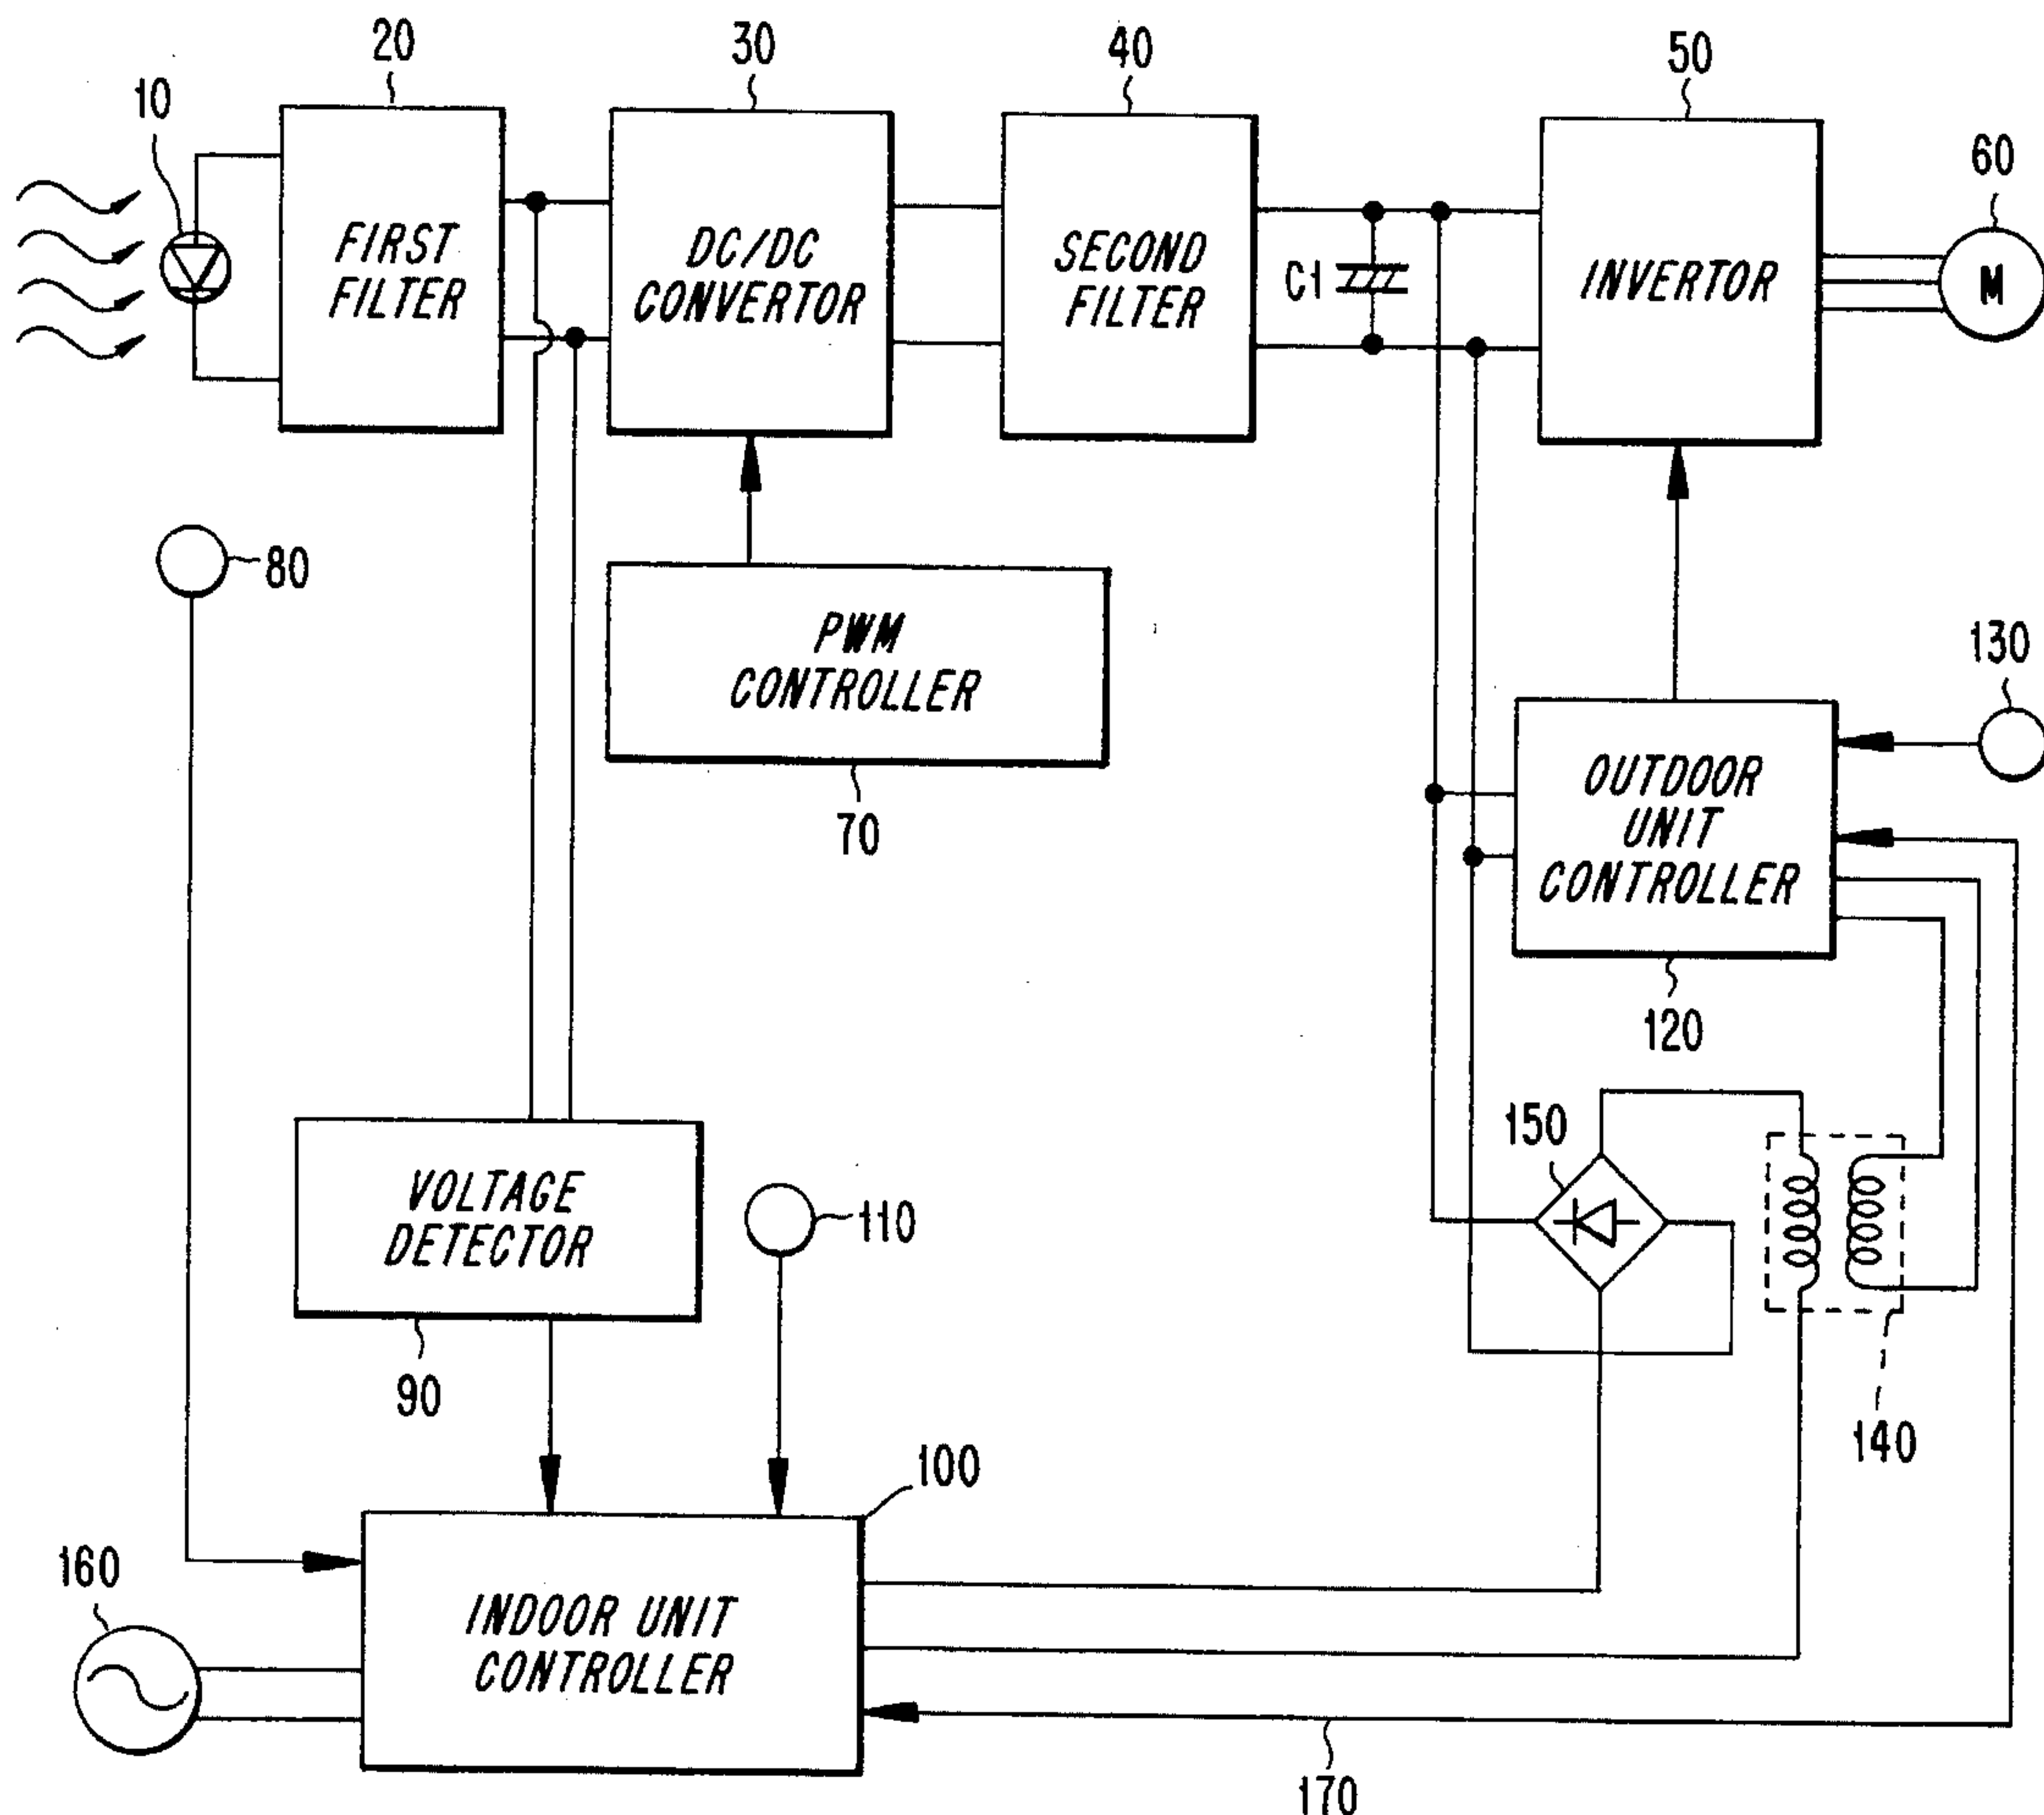 20
30
40
50
10
60
FIRST
FILTER
DC/DC
CONVERTOR
SECOND
FILTER
C1
INVERTOR
M
80
PWM
CONTROLLER
70
130
OUTDOOR
UNIT
CONTROLLER
120
150
VOLTAGE
DETECTOR
110
90
140
100
160
INDOOR UNIT
CONTROLLER
170